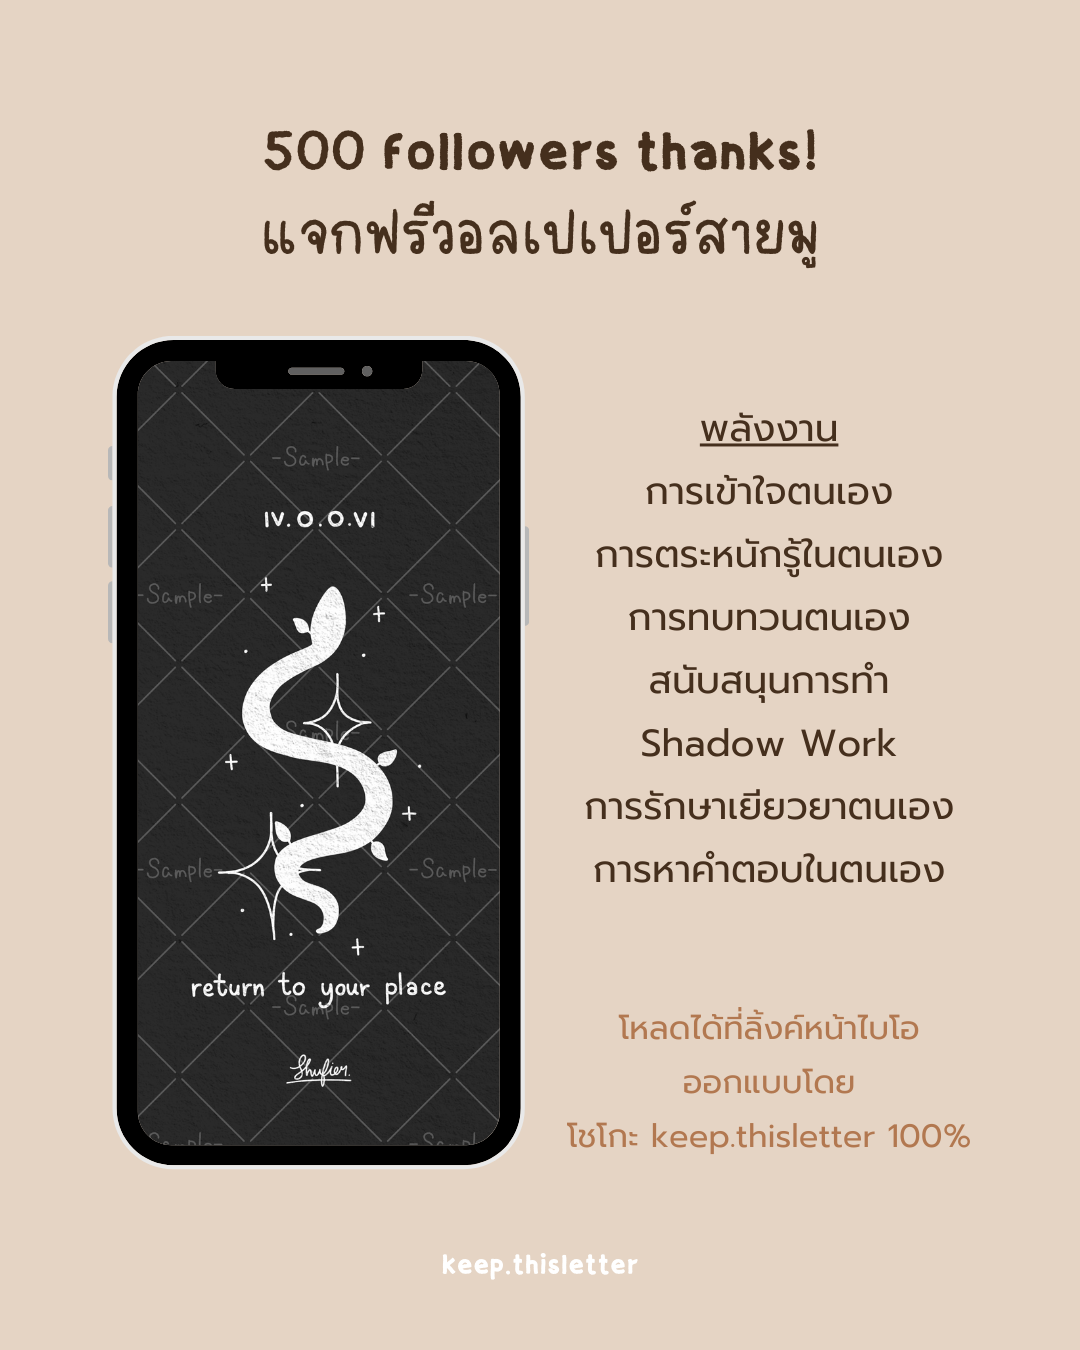 500 followers thanks!
แจกฟรีวอลเปเปอร์สายมู
-Sample-
IV.O.O.VI
-Sample-
-Sample-
-Sample-
-Sample-
-Sample-
return to your place
-Sample-
Shufier.
-Sample-
-Sample-
พลังงาน
การเข้าใจตนเอง
การตระหนักรู้ในตนเอง
การทบทวนตนเอง
สนับสนุนการทำ
Shadow Work
การรักษาเยียวยาตนเอง
การหาคำตอบในตนเอง
โหลดได้ที่ลิ้งค์หน้าไบโอ
ออกแบบโดย
โชโกะ keep.thisletter 100%
keep.thisletter